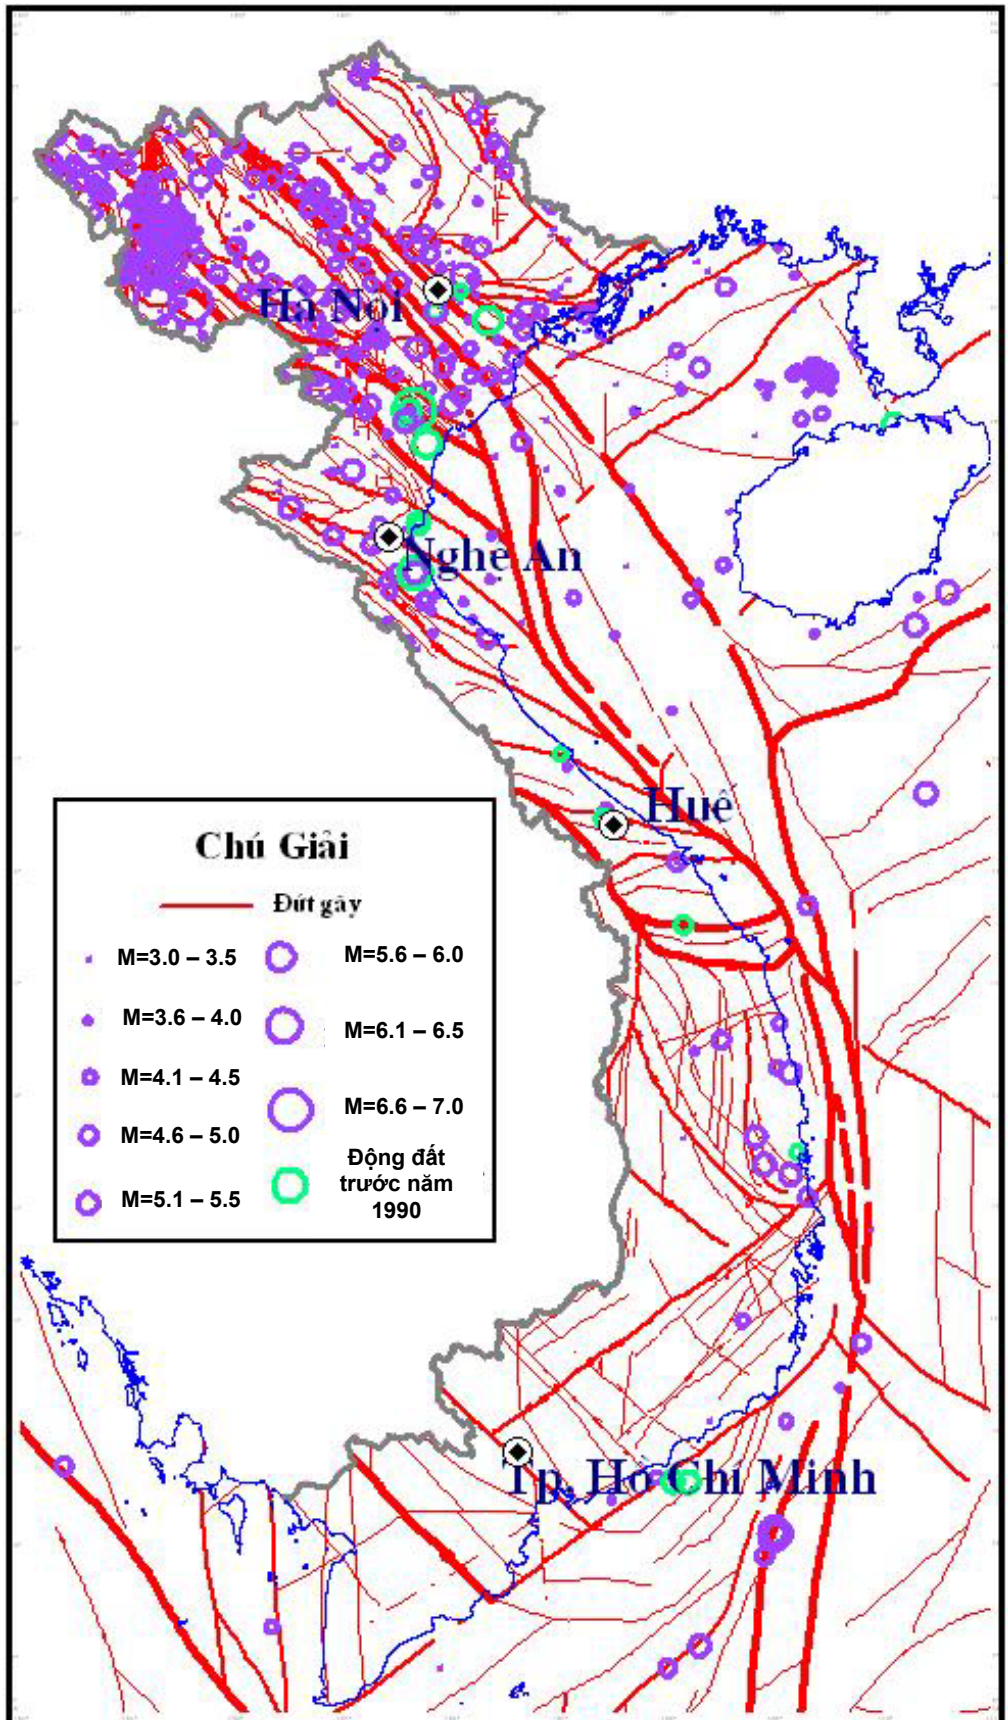 Hà Nội
Nghệ An
Huế
Chú Giải
Đứt gãy
M=3.0 – 3.5
M=3.6 – 4.0
M=4.1 – 4.5
M=4.6 – 5.0
M=5.1 – 5.5
M=5.6 – 6.0
M=6.1 – 6.5
M=6.6 – 7.0
Động đất
trước năm
1990
Tp. Hồ Chí Minh